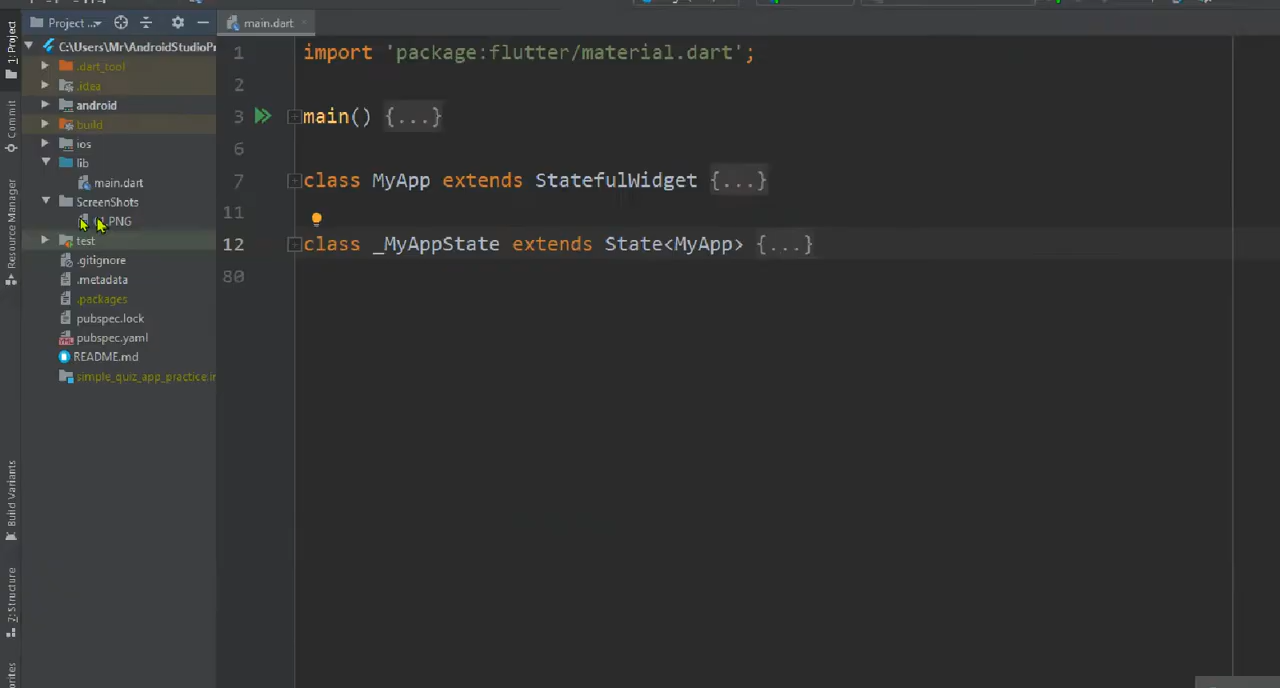 Project ...
main.dart
1: Project
Commit
Resource Manager
Build Variants
Z: Structure
C:\Users\Mr\AndroidStudioPr
.dart_tool
.idea
android
build
ios
lib
main.dart
ScreenShots
.PNG
test
.gitignore
.metadata
.packages
pubspec.lock
pubspec.yaml
README.md
simple_quiz_app_practice.ir
1 import 'package:flutter/material.dart';
2
3 main() {...}
6
7 class MyApp extends StatefulWidget {...}
11
12 class _MyAppState extends State<MyApp> {...}
80